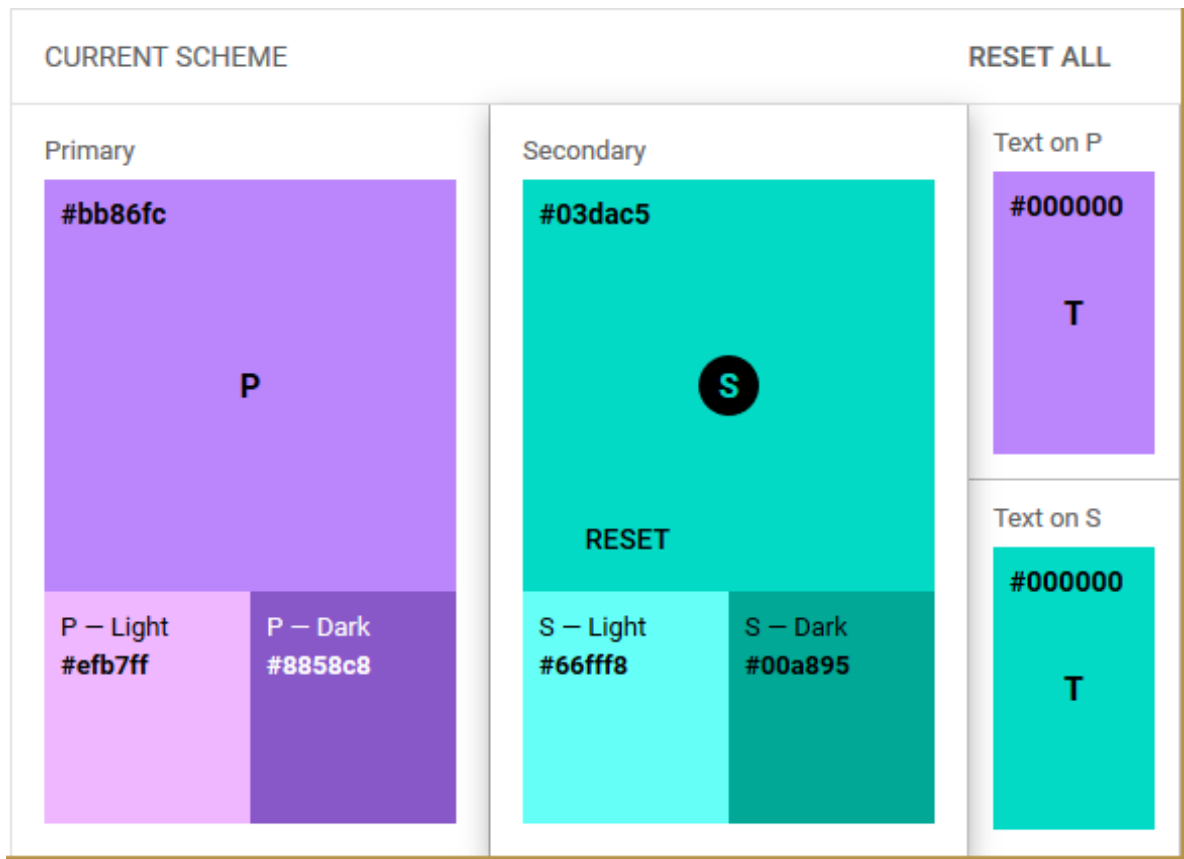 CURRENT SCHEME
RESET ALL
Primary
#bb86fc
P
P — Light
#efb7ff
P — Dark
#8858c8
Secondary
#03dac5
S
RESET
S — Light
#66fff8
S — Dark
#00a895
Text on P
#000000
T
Text on S
#000000
T